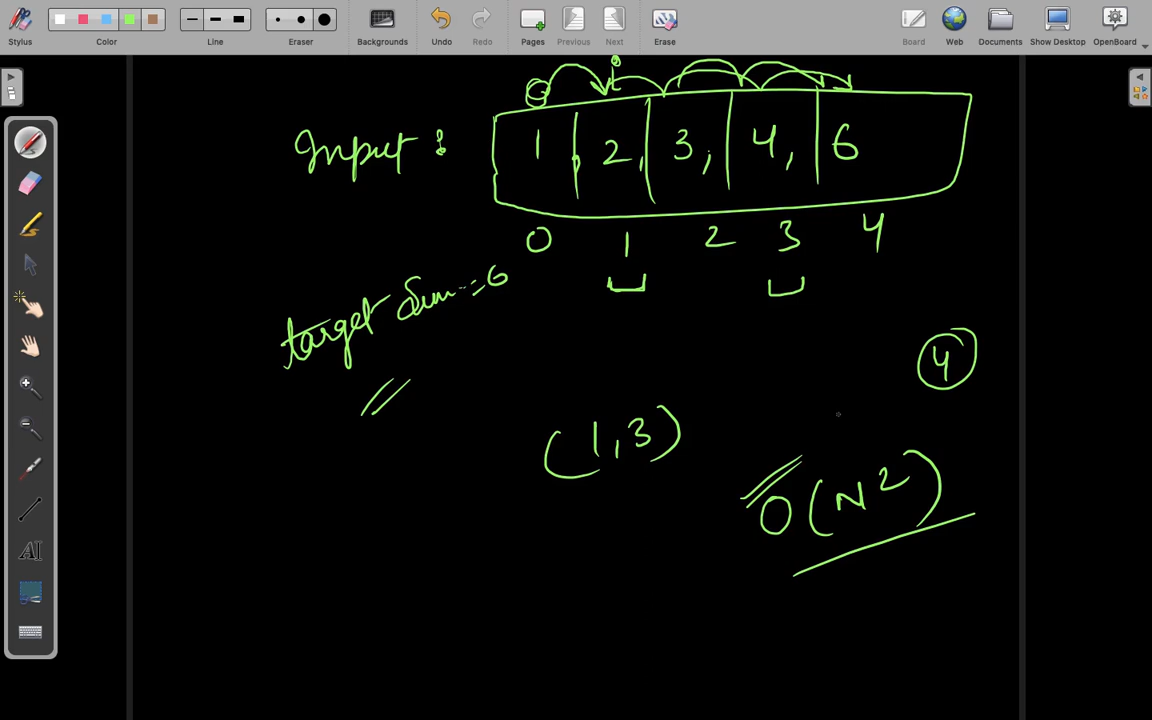 Stylus
Color
Line
Eraser
Backgrounds
Undo
Redo
Pages
Previous
Next
Erase
Board
Web
Documents
Show Desktop
OpenBoard
Input : 1, 2, 3, 4, 6
0 1 2 3 4
target sum = 6
4
(1,3)
O(N²)